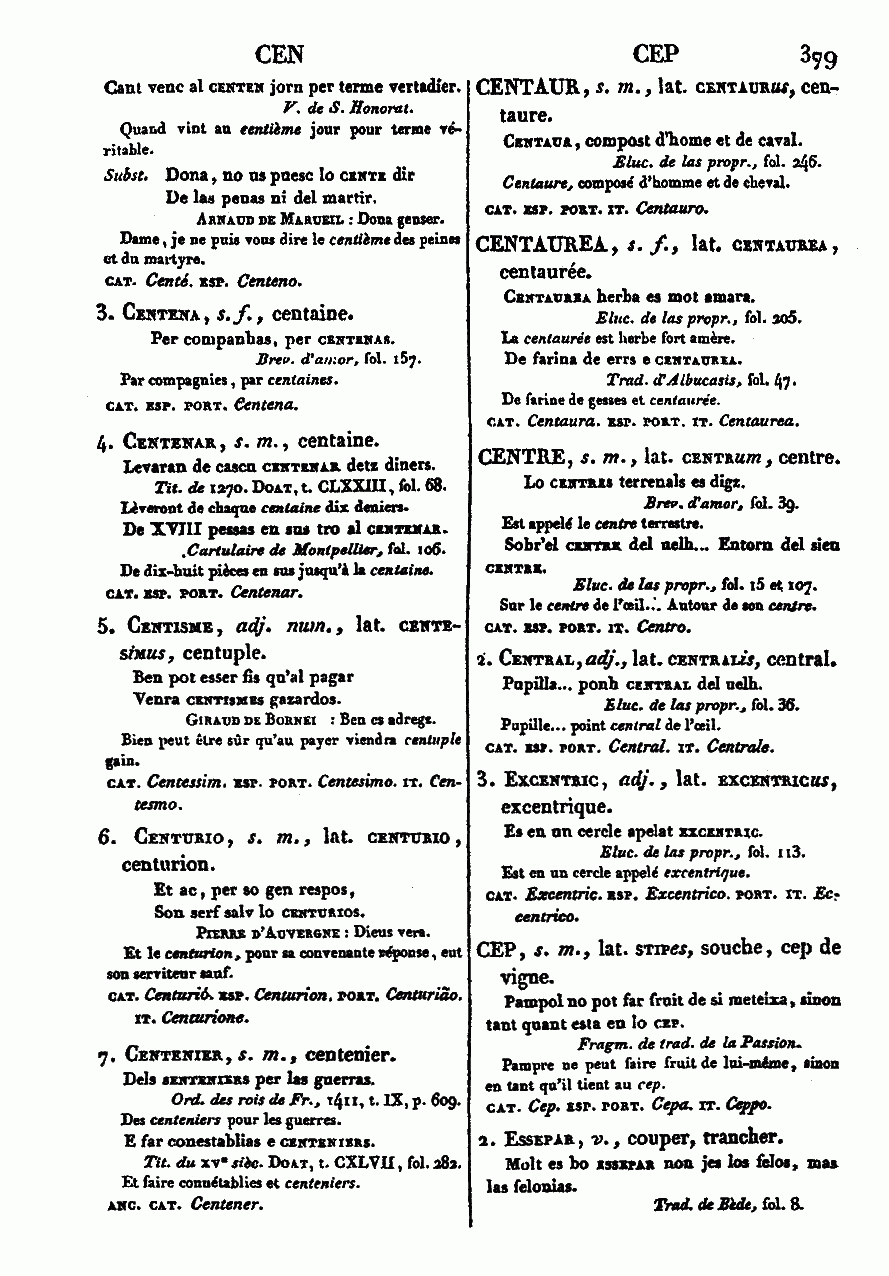 CEN
CEP 399
Cant venc al CENTEN jorn per terme vertadier.
V. de S. Honorat.
Quand vint au centième jour pour terme vé-
ritable.
Subst. Dona, no us puesc lo CENTE dir
De las penas ni del martir.
ARNAUD DE MARUEIL : Dona genser.
Dame, je ne puis vous dire le centième des peines
et du martyre.
CAT. Centé. ESP. Centeno.
3. CENTENA, s. f., centaine.
Per companhas, per CENTENAS.
Brev. d'amor, fol. 157.
Par compagnies, par centaines.
CAT. ESP. PORT. Centena.
4. CENTENAR, s. m., centaine.
Levaran de cascu CENTENAR detz diners.
Tit. de 1270. DOAT, t. CLXXIII, fol. 68.
Lèveront de chaque centaine dix deniers.
De XVIII pessas en sus tro al CENTENAR.
Cartulaire de Montpellier, fol. 106.
De dix-huit pièces en sus jusqu'à la centaine.
CAT. ESP. PORT. Centenar.
5. CENTISME, adj. num., lat. CENTE-
SIMUS, centuple.
Ben pot esser fis qu'al pagar
Venra CENTISMES gazardos.
GIRAUD DE BORNEI : Ben es adregz.
Bien peut être sûr qu'au payer viendra centuple
gain.
CAT. Centessim. ESP. PORT. Centesimo. IT. Cen-
tesmo.
6. CENTURIO, s. m., lat. CENTURIO,
centurion.
Et ac, per so gen respos,
Son serf salv lo CENTURIOS.
PIERRE D'AUVERGNE : Dieus vera.
Et le centurion, pour sa convenante réponse, eut
son serviteur sauf.
CAT. Centurió. ESP. Centurion. PORT. Centurião.
IT. Centurione.
7. CENTENIER, s. m., centenier.
Dels SENTENIERS per las guerras.
Ord. des rois de Fr., 1411, t. IX, p. 609.
Des centeniers pour les guerres.
E far conestablias e CENTENIERS.
Tit. du XVe sièc. DOAT, t. CXLVII, fol. 282.
Et faire connétablies et centeniers.
ANC. CAT. Centener.
CENTAUR, s. m., lat. CENTAURUS, cen-
taure.
CENTAUR, compost d'home et de caval.
Eluc. de las propr., fol. 246.
Centaure, composé d'homme et de cheval.
CAT. ESP. PORT. IT. Centauro.
CENTAUREA, s. f., lat. CENTAUREA,
centaurée.
CENTAUREA herba es mot amara.
Eluc. de las propr., fol. 205.
La centaurée est herbe fort amère.
De farina de errs e CENTAUREA.
Trad. d'Albucasis, fol. 47.
De farine de gesses et centaurée.
CAT. Centaura. ESP. PORT. IT. Centaurea.
CENTRE, s. m., lat. CENTRUM, centre.
Lo CENTRES terrenals es digz.
Brev. d'amor, fol. 39.
Est appelé le centre terrestre.
Sobr'el CENTRE del uelh... Entorn del sieu
CENTRE.
Eluc. de las propr., fol. 15 et 107.
Sur le centre de l'œil... Autour de son centre.
CAT. ESP. PORT. IT. Centro.
2. CENTRAL, adj., lat. CENTRALIS, central.
Pupilla... ponh CENTRAL del uelh.
Eluc. de las propr., fol. 36.
Pupille... point central de l'œil.
CAT. ESP. PORT. Central. IT. Centrale.
3. EXCENTRIC, adj., lat. EXCENTRICUS,
excentrique.
Es en un cercle apelat EXCENTRIC.
Eluc. de las propr., fol. 113.
Est en un cercle appelé excentrique.
CAT. Excentric. ESP. Excentrico. PORT. IT. Ec-
centrico.
CEP, s. m., lat. STIPES, souche, cep de
vigne.
Pampol no pot far fruit de si meteixa, sinon
tant quant esta en lo CEP.
Fragm. de trad. de la Passion.
Pampre ne peut faire fruit de lui-même, sinon
en tant qu'il tient au cep.
CAT. Cep. ESP. PORT. Cepa. IT. Ceppo.
2. ESSEPAR, v., couper, trancher.
Molt es bo ESSEPAR non jes los felos, mas
las felonias.
Trad. de Bède, fol. 8.